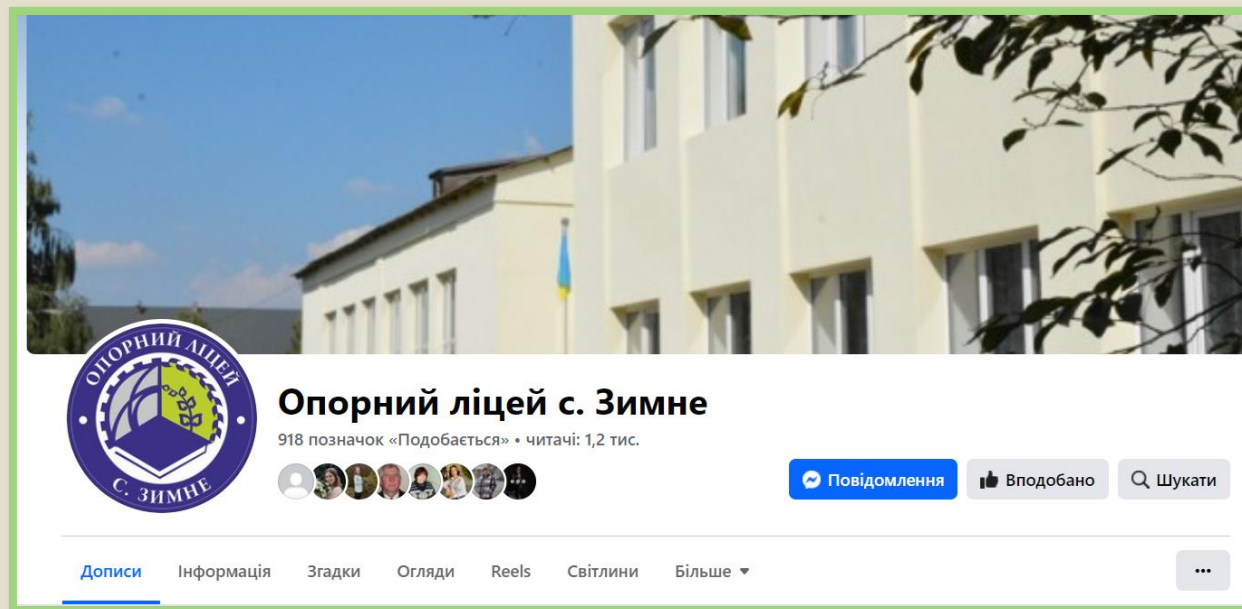 ОПОРНИЙ ЛІЦЕЙ
С. ЗИМНЕ
Опорний ліцей с. Зимне
918 позначок «Подобається» • читачі: 1,2 тис.
Повідомлення Вподобано Шукати
Дописи Інформація Згадки Огляди Reels Світлини Більше